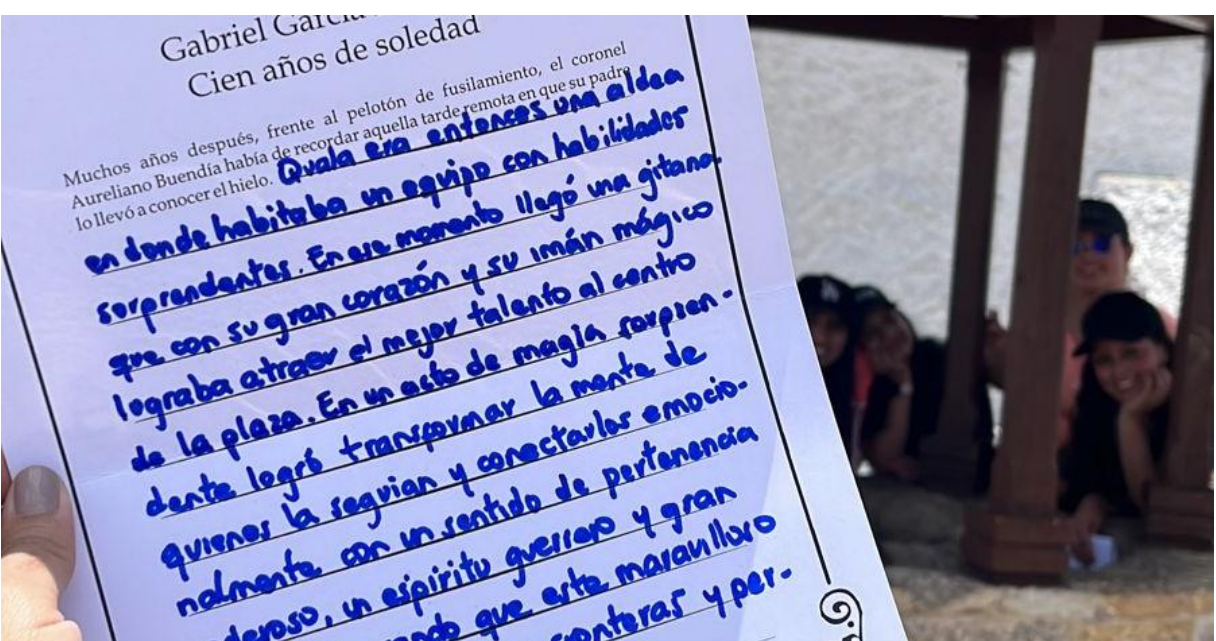 Gabriel García
Cien años de soledad
Muchos años después, frente al pelotón de fusilamiento, el coronel
Aureliano Buendía había de recordar aquella tarde remota en que su padre
lo llevó a conocer el hielo. Quala era entonces una aldea
en donde habitaba un equipo con habilidades
sorprendentes. En ese momento llegó una gitana
que con su gran corazón y su imán mágico
lograba atraer el mejor talento al centro
de la plaza. En un acto de magia sorpren-
dente logró transformar la mente de
quienes la seguian y conectarlos emocio-
nalmente con un sentido de pertenencia
deroso, un espiritu guerrero y gran
ando que este maravilloso
onteras y per-